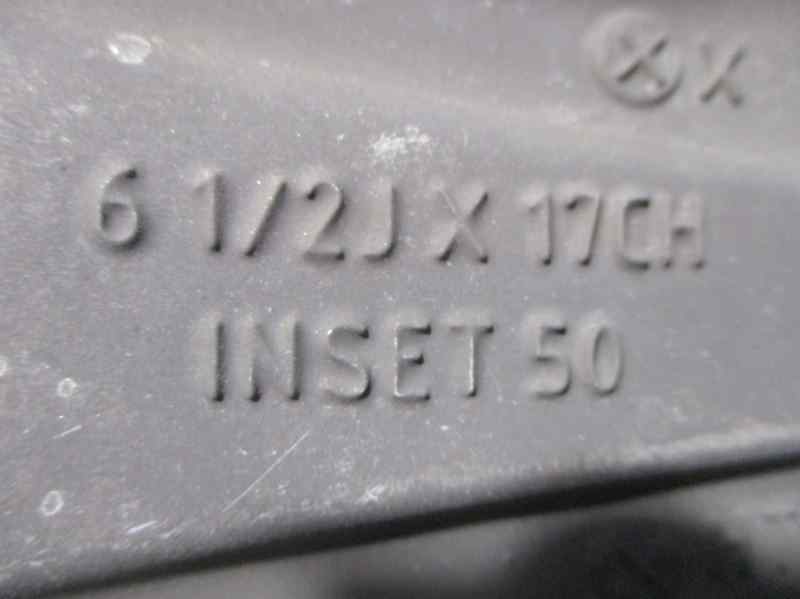 X X
6 1/2J X 17CH
INSET 50